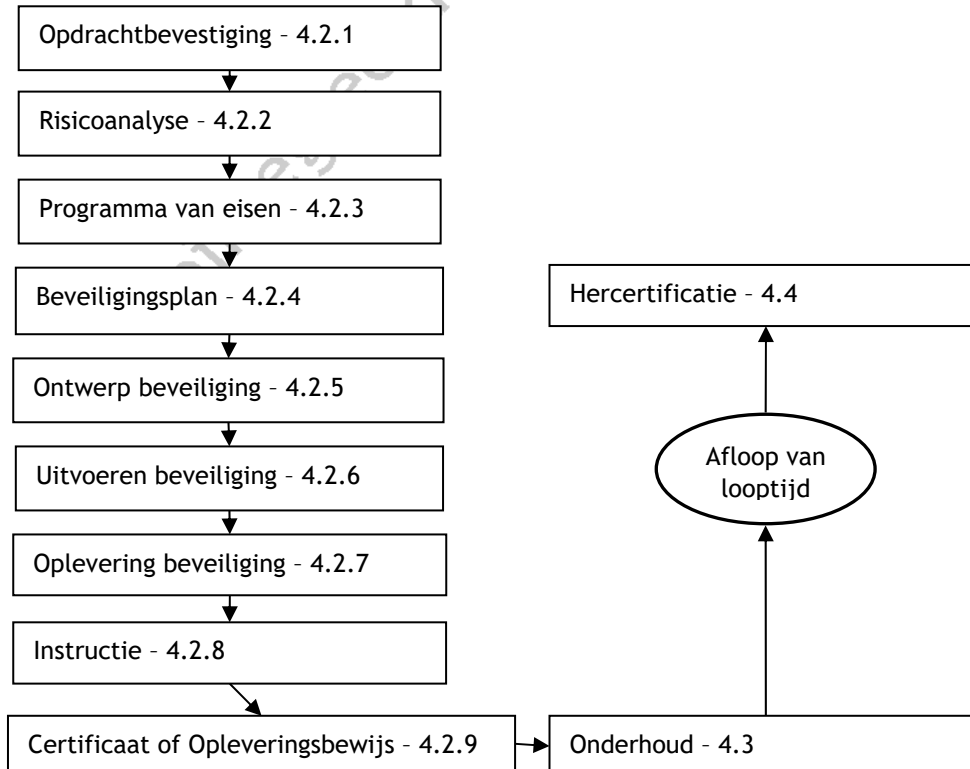 Opdrachtbevestiging – 4.2.1
Risicoanalyse – 4.2.2
Programma van eisen – 4.2.3
Beveiligingsplan – 4.2.4
Ontwerp beveiliging – 4.2.5
Uitvoeren beveiliging – 4.2.6
Oplevering beveiliging – 4.2.7
Instructie – 4.2.8
Certificaat of Opleveringsbewijs – 4.2.9
Onderhoud – 4.3
Afloop van
looptijd
Hercertificatie – 4.4